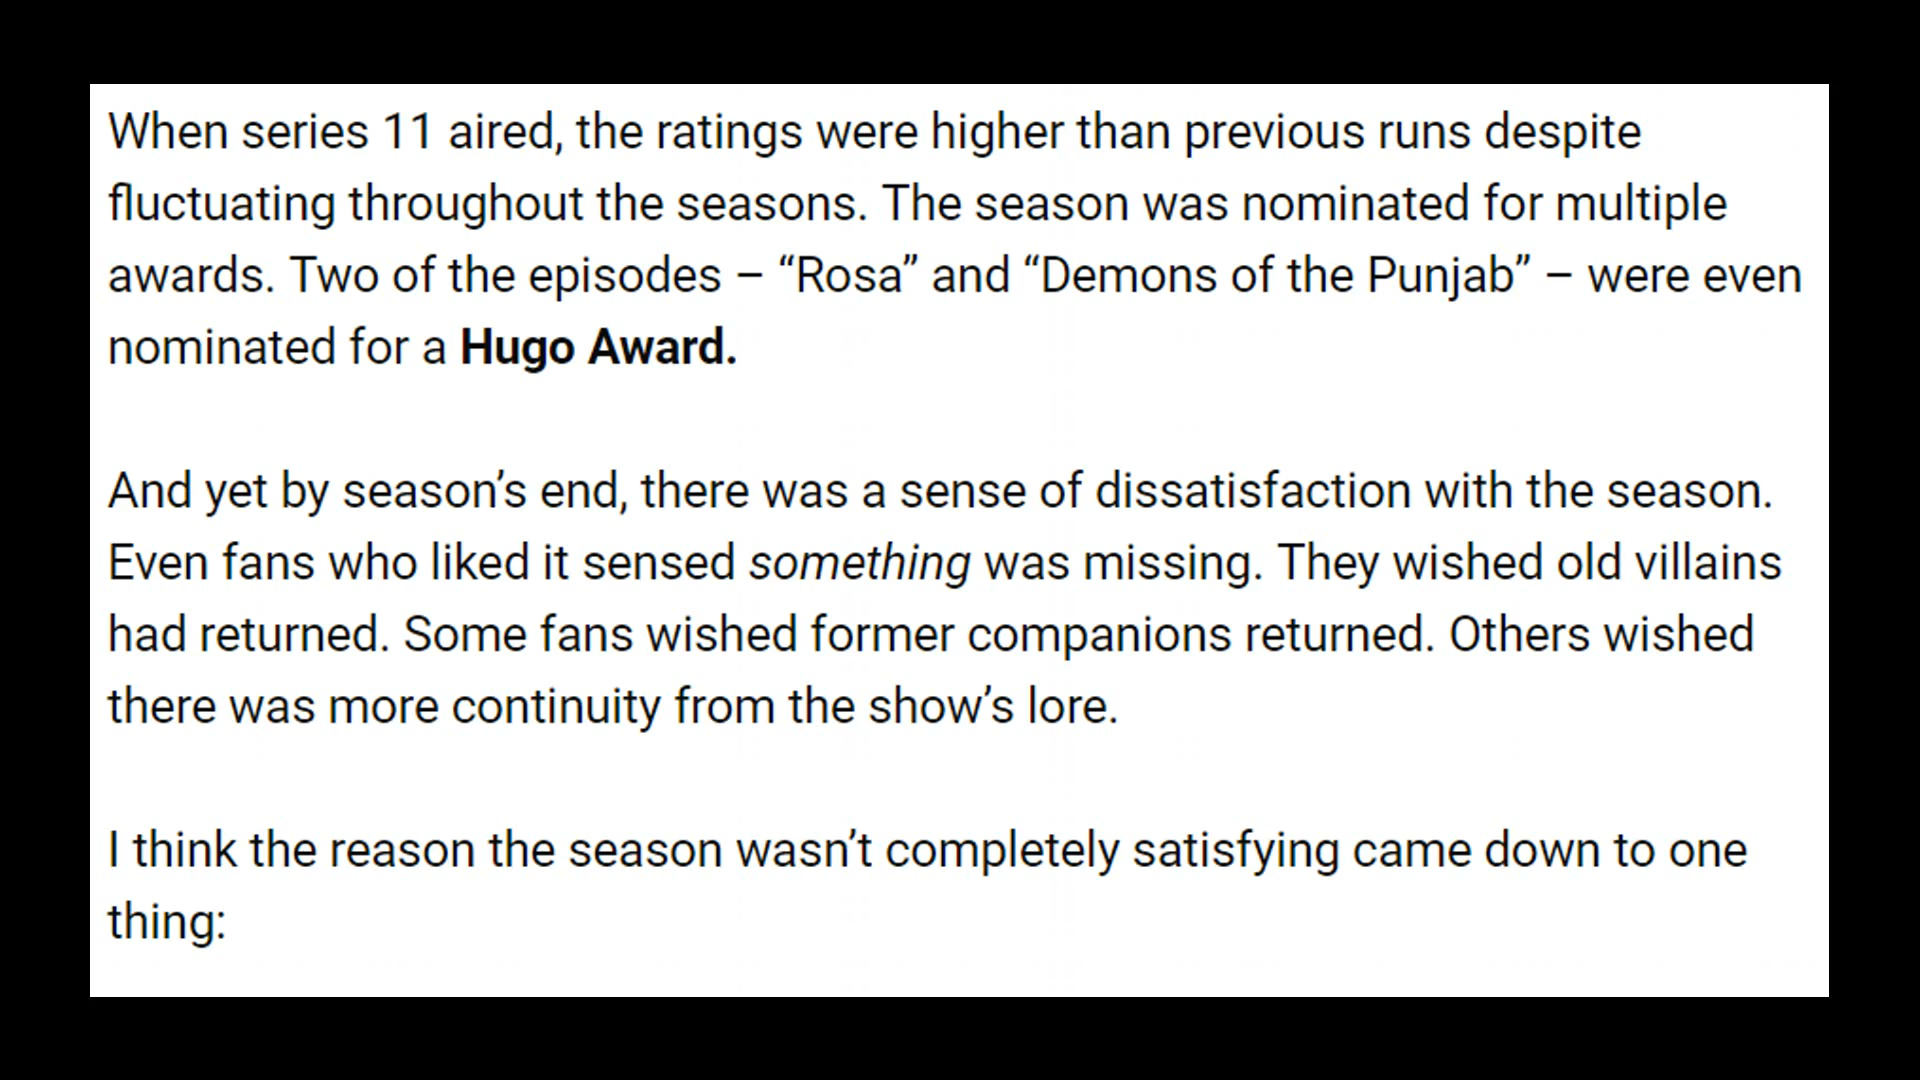 When series 11 aired, the ratings were higher than previous runs despite
fluctuating throughout the seasons. The season was nominated for multiple
awards. Two of the episodes – “Rosa” and “Demons of the Punjab” – were even
nominated for a Hugo Award.
And yet by season’s end, there was a sense of dissatisfaction with the season.
Even fans who liked it sensed something was missing. They wished old villains
had returned. Some fans wished former companions returned. Others wished
there was more continuity from the show’s lore.
I think the reason the season wasn’t completely satisfying came down to one
thing: